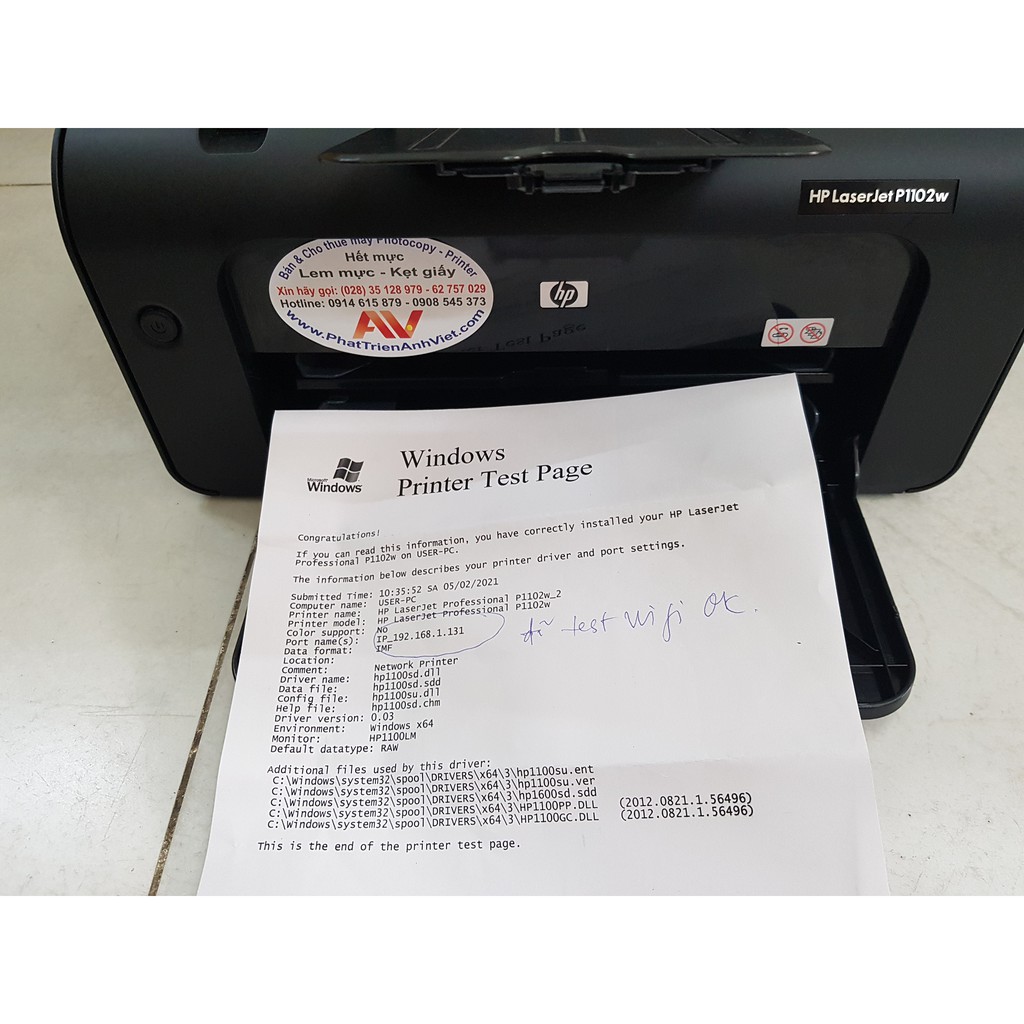 HP LaserJet P1102w
Bán & Cho thuê máy Photocopy - Printer
Hết mực
Lem mực - Kẹt giấy
Xin hãy gọi: (028) 35 128 979 - 62 757 029
Hotline: 0914 615 879 - 0908 545 373
AV
www.PhatTrienAnhViet.com
hp
Microsoft
Windows
Windows
Printer Test Page
Congratulations!
If you can read this information, you have correctly installed your HP LaserJet
Professional P1102w on USER-PC.
The information below describes your printer driver and port settings.
Submitted Time: 10:35:52 SA 05/02/2021
Computer name: USER-PC
Printer name: HP LaserJet Professional P1102w_2
Printer model: HP LaserJet Professional P1102w
Color support: No
Port name(s): IP_192.168.1.131
Data format: IMF
đã test Wifi OK.
Location:
Comment: Network Printer
Driver name: hp1100sd.dll
Data file: hp1100sd.sdd
Config file: hp1100su.dll
Help file: hp1100sd.chm
Driver version: 0.03
Environment: Windows x64
Monitor: HP1100LM
Default datatype: RAW
Additional files used by this driver:
C:\Windows\system32\spool\DRIVERS\x64\3\hp1100su.ent
C:\Windows\system32\spool\DRIVERS\x64\3\hp1100su.ver
C:\Windows\system32\spool\DRIVERS\x64\3\hp1600sd.sdd
C:\Windows\system32\spool\DRIVERS\x64\3\HP1100PP.DLL (2012.0821.1.56496)
C:\Windows\system32\spool\DRIVERS\x64\3\HP1100GC.DLL (2012.0821.1.56496)
This is the end of the printer test page.